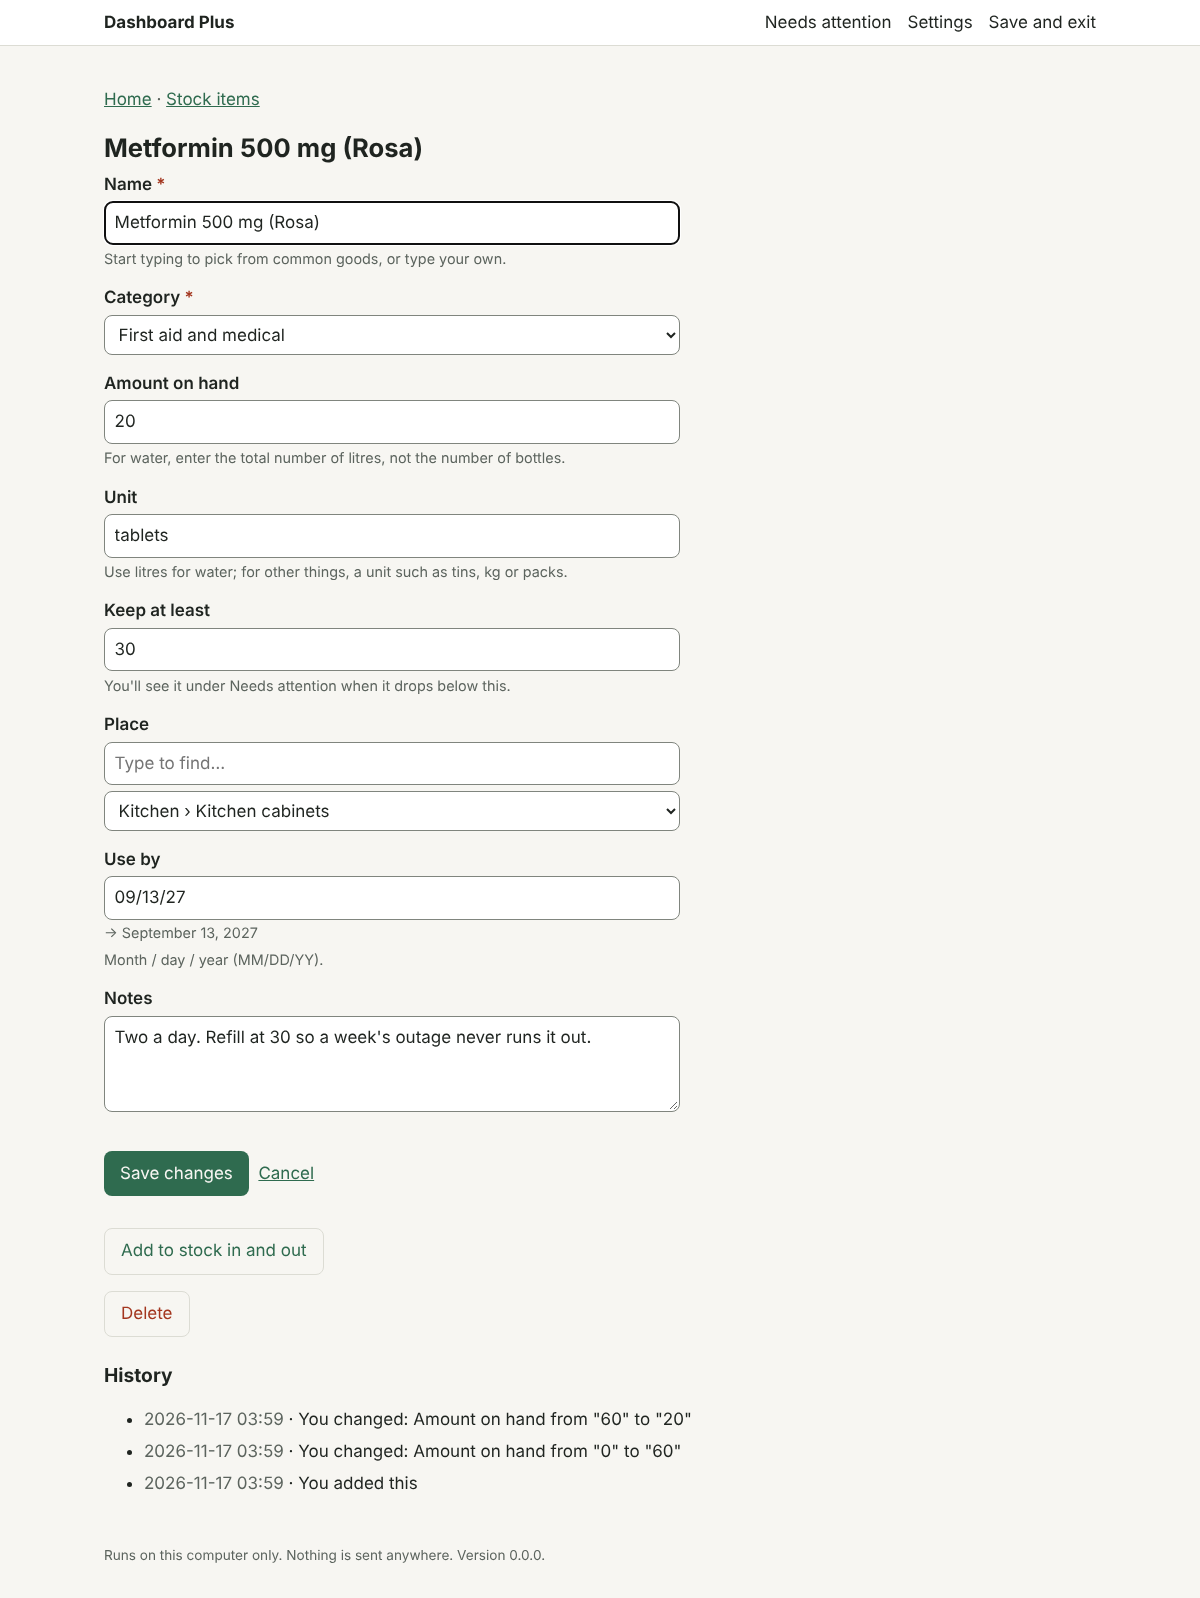 Dashboard Plus
Needs attention Settings Save and exit
Home · Stock items
Metformin 500 mg (Rosa)
Name *
Metformin 500 mg (Rosa)
Start typing to pick from common goods, or type your own.
Category *
First aid and medical
Amount on hand
20
For water, enter the total number of litres, not the number of bottles.
Unit
tablets
Use litres for water; for other things, a unit such as tins, kg or packs.
Keep at least
30
You'll see it under Needs attention when it drops below this.
Place
Type to find...
Kitchen › Kitchen cabinets
Use by
09/13/27
→ September 13, 2027
Month / day / year (MM/DD/YY).
Notes
Two a day. Refill at 30 so a week's outage never runs it out.
Save changes Cancel
Add to stock in and out
Delete
History
• 2026-11-17 03:59 · You changed: Amount on hand from "60" to "20"
• 2026-11-17 03:59 · You changed: Amount on hand from "0" to "60"
• 2026-11-17 03:59 · You added this
Runs on this computer only. Nothing is sent anywhere. Version 0.0.0.